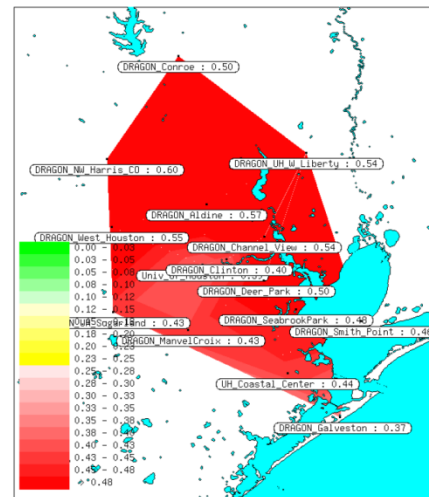 DRAGON_Conroe : 0.50
DRAGON_NW_Harris_CO : 0.60
DRAGON_UH_W_Liberty : 0.54
DRAGON_Aldine : 0.57
DRAGON_West_Houston : 0.55
DRAGON_Channel_View : 0.54
DRAGON_Clinton : 0.40
Univ_of_Houston
DRAGON_Deer_Park : 0.50
DRAGON_SeabrookPark : 0.48
: 0.43
DRAGON_Smith_Point : 0.46
DRAGON_ManvelCroix : 0.43
UH_Coastal_Center : 0.44
DRAGON_Galveston : 0.37
0.00 - 0.03
0.03 - 0.05
0.05 - 0.08
0.08 - 0.10
0.10 - 0.12
0.12 - 0.15
0.18 - 0.20
0.20 - 0.23
0.23 - 0.25
0.25 - 0.28
0.28 - 0.30
0.30 - 0.33
0.33 - 0.35
0.35 - 0.38
0.38 - 0.40
0.40 - 0.43
0.43 - 0.45
0.45 - 0.48
0.48